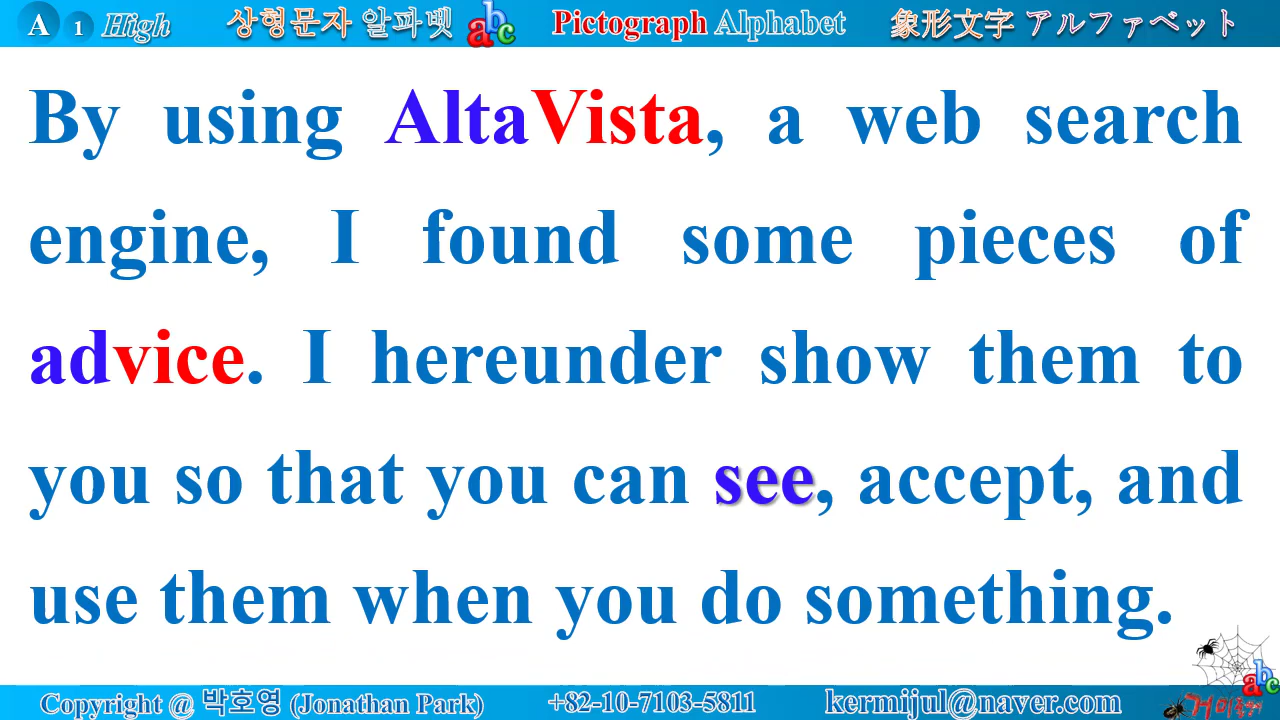 A 1 High 상형문자 알파벳 abc Pictograph Alphabet 象形文字 アルファベット
By using AltaVista, a web search
engine, I found some pieces of
advice. I hereunder show them to
you so that you can see, accept, and
use them when you do something.
abc
Copyright @ 박호영 (Jonathan Park) +82-10-7103-5811 kermijul@naver.com